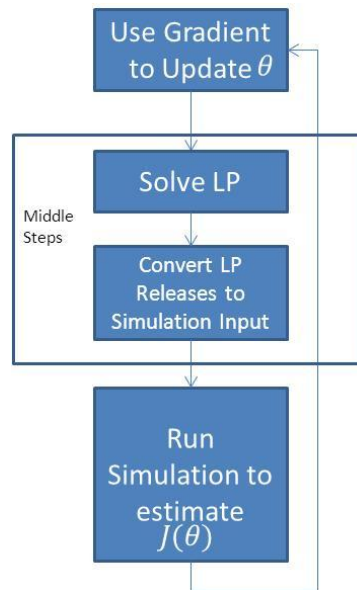 Use Gradient
to Update θ
Solve LP
Middle
Steps
Convert LP
Releases to
Simulation Input
Run
Simulation to
estimate
J(θ)